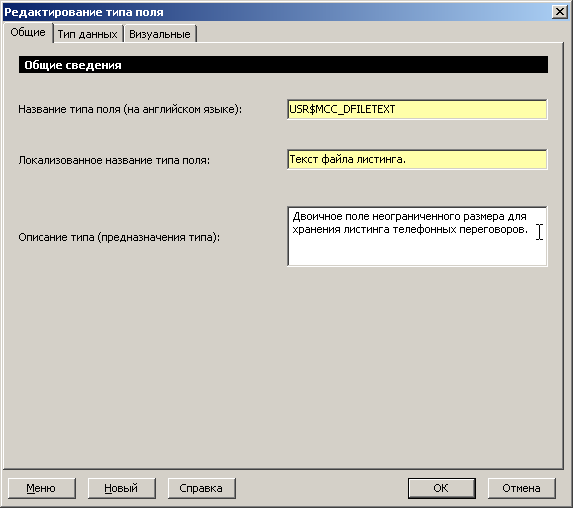 Редактирование типа поля
Общие Тип данных Визуальные
Общие сведения
Название типа поля (на английском языке): USR$MCC_DFILETEXT
Локализованное название типа поля: Текст файла листинга.
Описание типа (предназначения типа): Двоичное поле неограниченного размера для
хранения листинга телефонных переговоров.
Меню Новый Справка OK Отмена